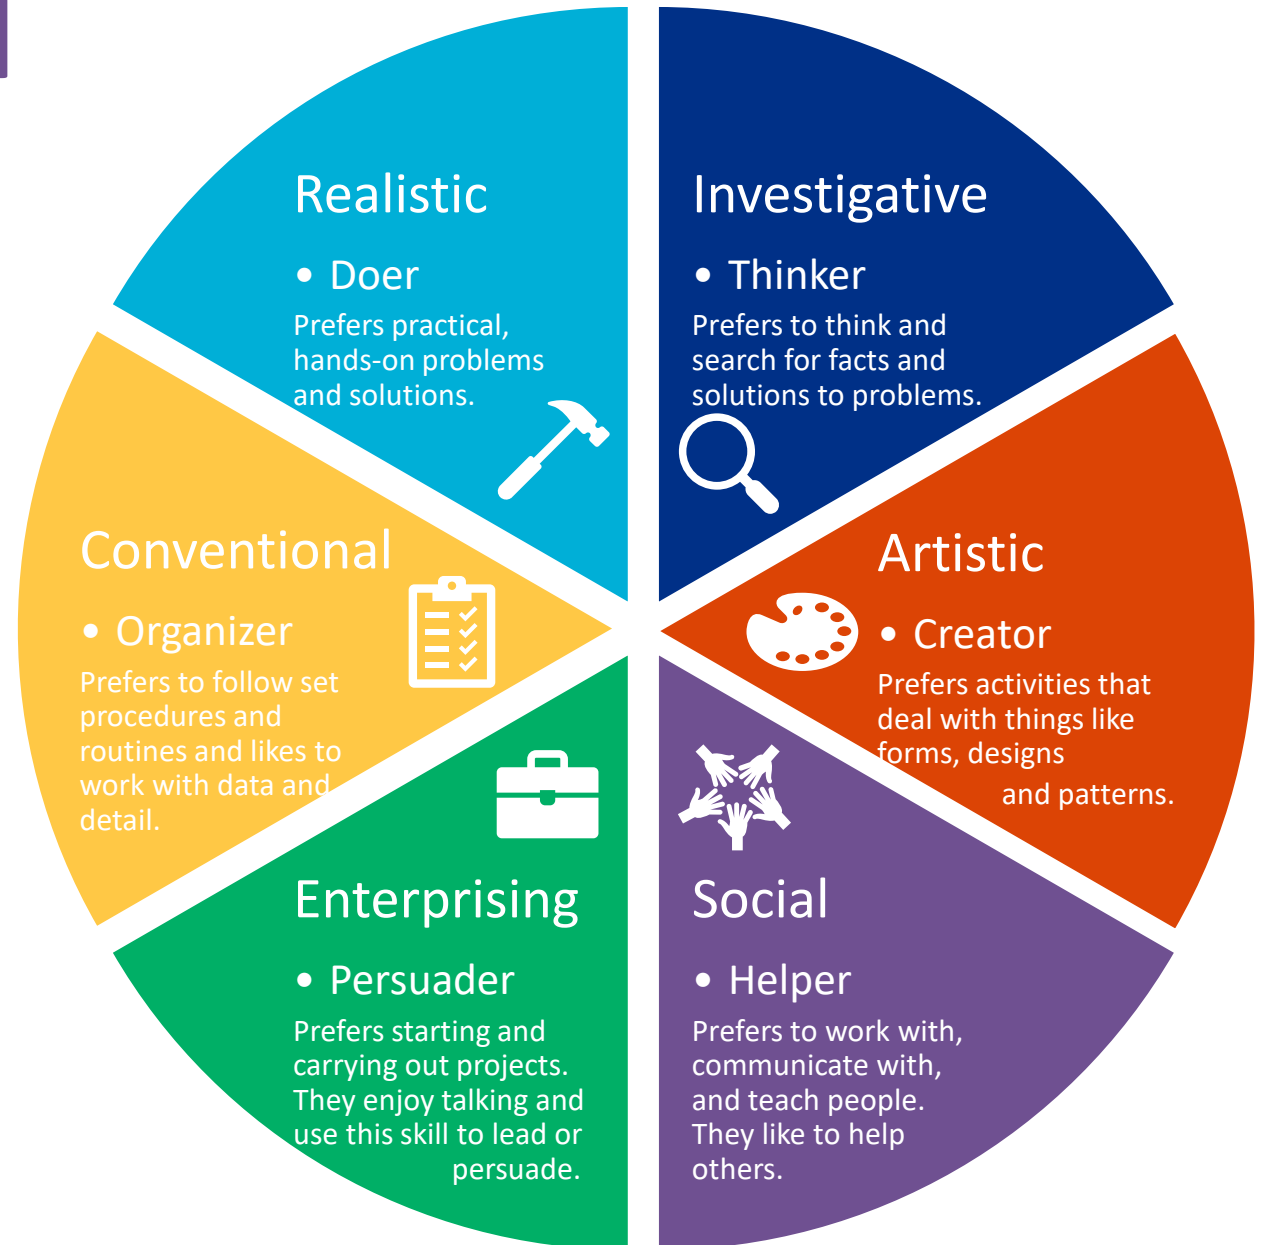 Realistic
• Doer
Prefers practical,
hands-on problems
and solutions.
Investigative
• Thinker
Prefers to think and
search for facts and
solutions to problems.
Conventional
• Organizer
Prefers to follow set
procedures and
routines and likes to
work with data and
detail.
Artistic
• Creator
Prefers activities that
deal with things like
forms, designs
and patterns.
Enterprising
• Persuader
Prefers starting and
carrying out projects.
They enjoy talking and
use this skill to lead or
persuade.
Social
• Helper
Prefers to work with,
communicate with,
and teach people.
They like to help
others.